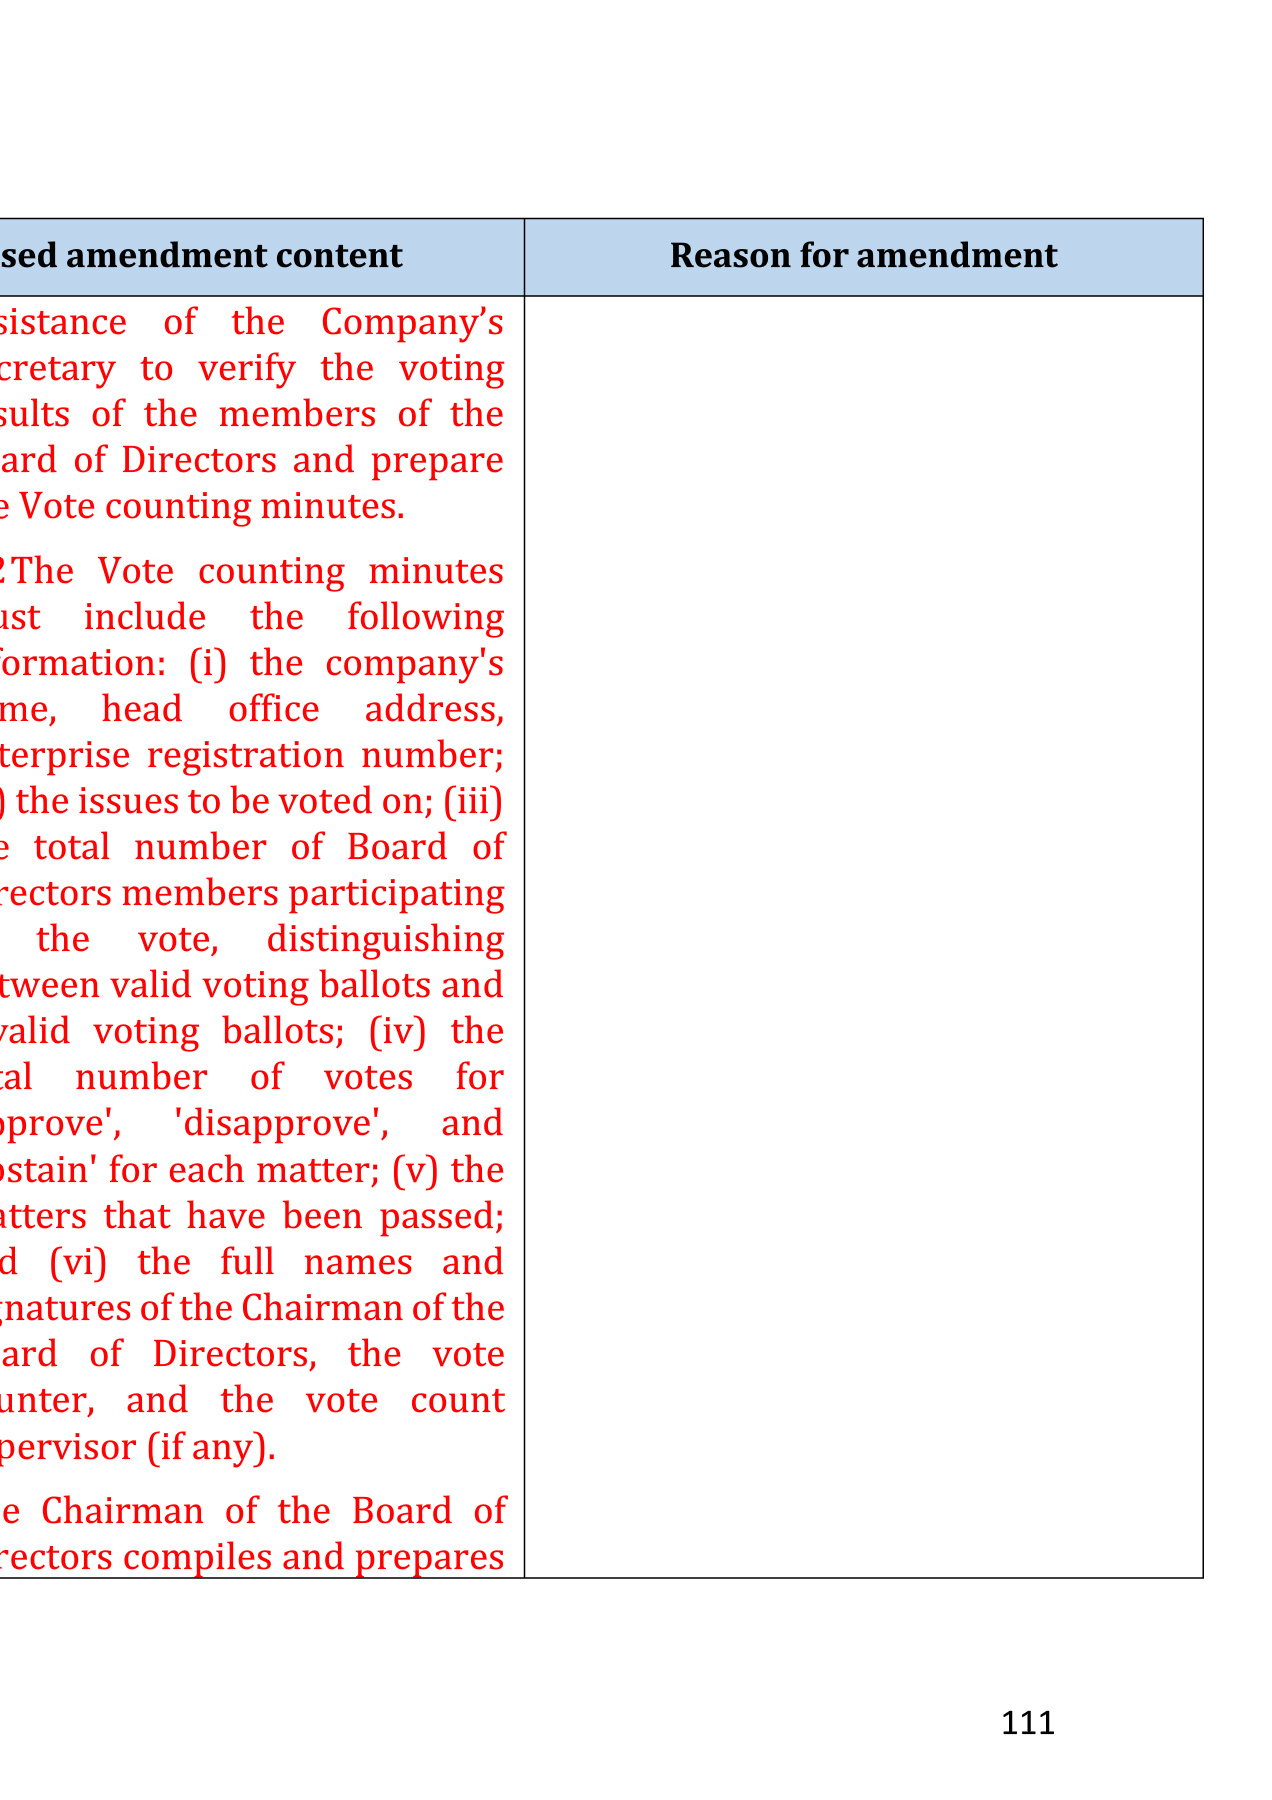 sed amendment content
Reason for amendment
sistance of the Company’s
cretary to verify the voting
sults of the members of the
ard of Directors and prepare
e Vote counting minutes.
2 The Vote counting minutes
ust include the following
formation: (i) the company's
me, head office address,
terprise registration number;
) the issues to be voted on; (iii)
e total number of Board of
rectors members participating
the vote, distinguishing
tween valid voting ballots and
valid voting ballots; (iv) the
tal number of votes for
pprove', 'disapprove', and
ostain' for each matter; (v) the
atters that have been passed;
d (vi) the full names and
gnatures of the Chairman of the
ard of Directors, the vote
unter, and the vote count
pervisor (if any).
e Chairman of the Board of
rectors compiles and prepares
111